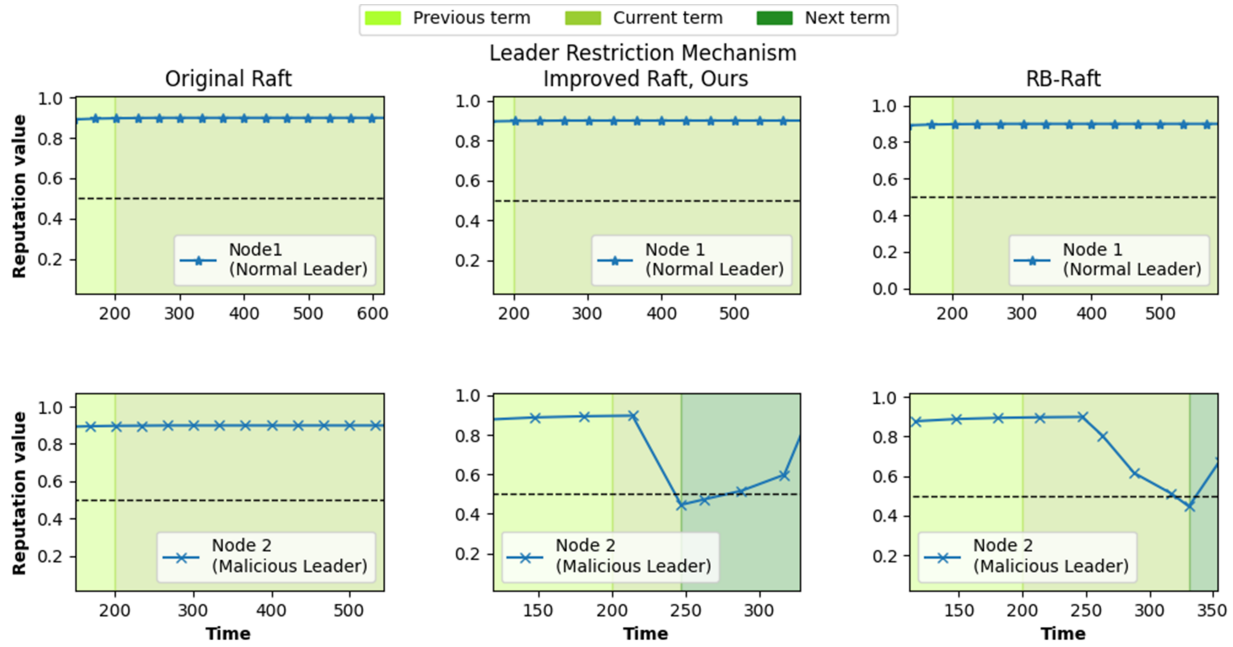 Previous term
Current term
Next term
Original Raft
Leader Restriction Mechanism
Improved Raft, Ours
RB-Raft
Reputation value
1.0
0.8
0.6
0.4
0.2
Node1
(Normal Leader)
200 300 400 500 600
1.0
0.8
0.6
0.4
0.2
Node 1
(Normal Leader)
200 300 400 500
1.0
0.8
0.6
0.4
0.2
0.0
Node 1
(Normal Leader)
200 300 400 500
Reputation value
1.0
0.8
0.6
0.4
0.2
Node 2
(Malicious Leader)
200 300 400 500
Time
1.0
0.8
0.6
0.4
0.2
Node 2
(Malicious Leader)
150 200 250 300
Time
1.0
0.8
0.6
0.4
0.2
Node 2
(Malicious Leader)
150 200 250 300 350
Time